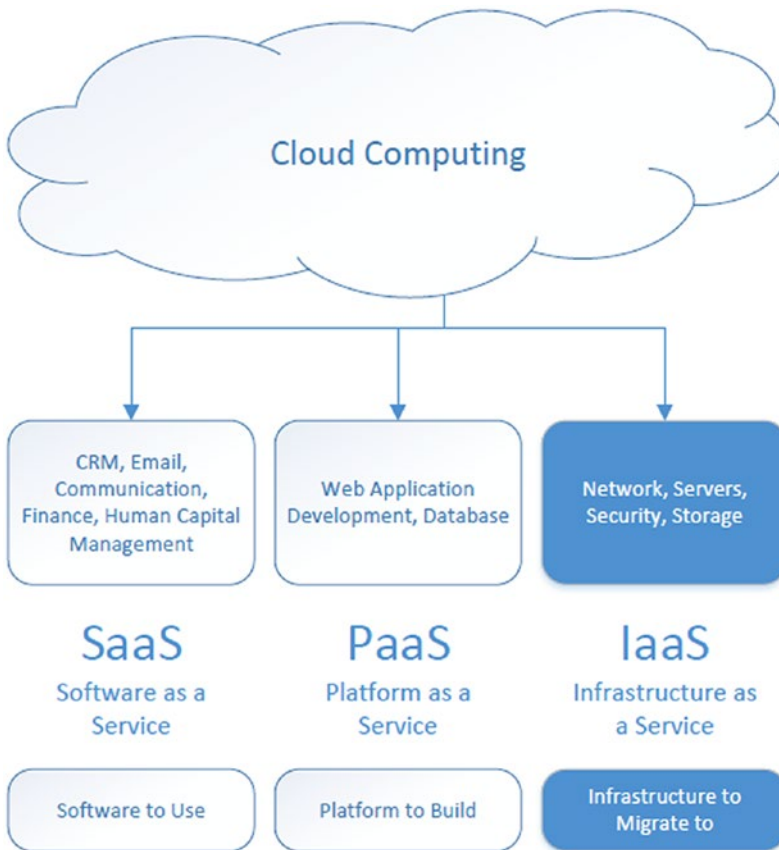 Cloud Computing
CRM, Email,
Communication,
Finance, Human Capital
Management
Web Application
Development, Database
Network, Servers,
Security, Storage
SaaS
Software as a
Service
PaaS
Platform as a
Service
IaaS
Infrastructure as
a Service
Software to Use
Platform to Build
Infrastructure to
Migrate to